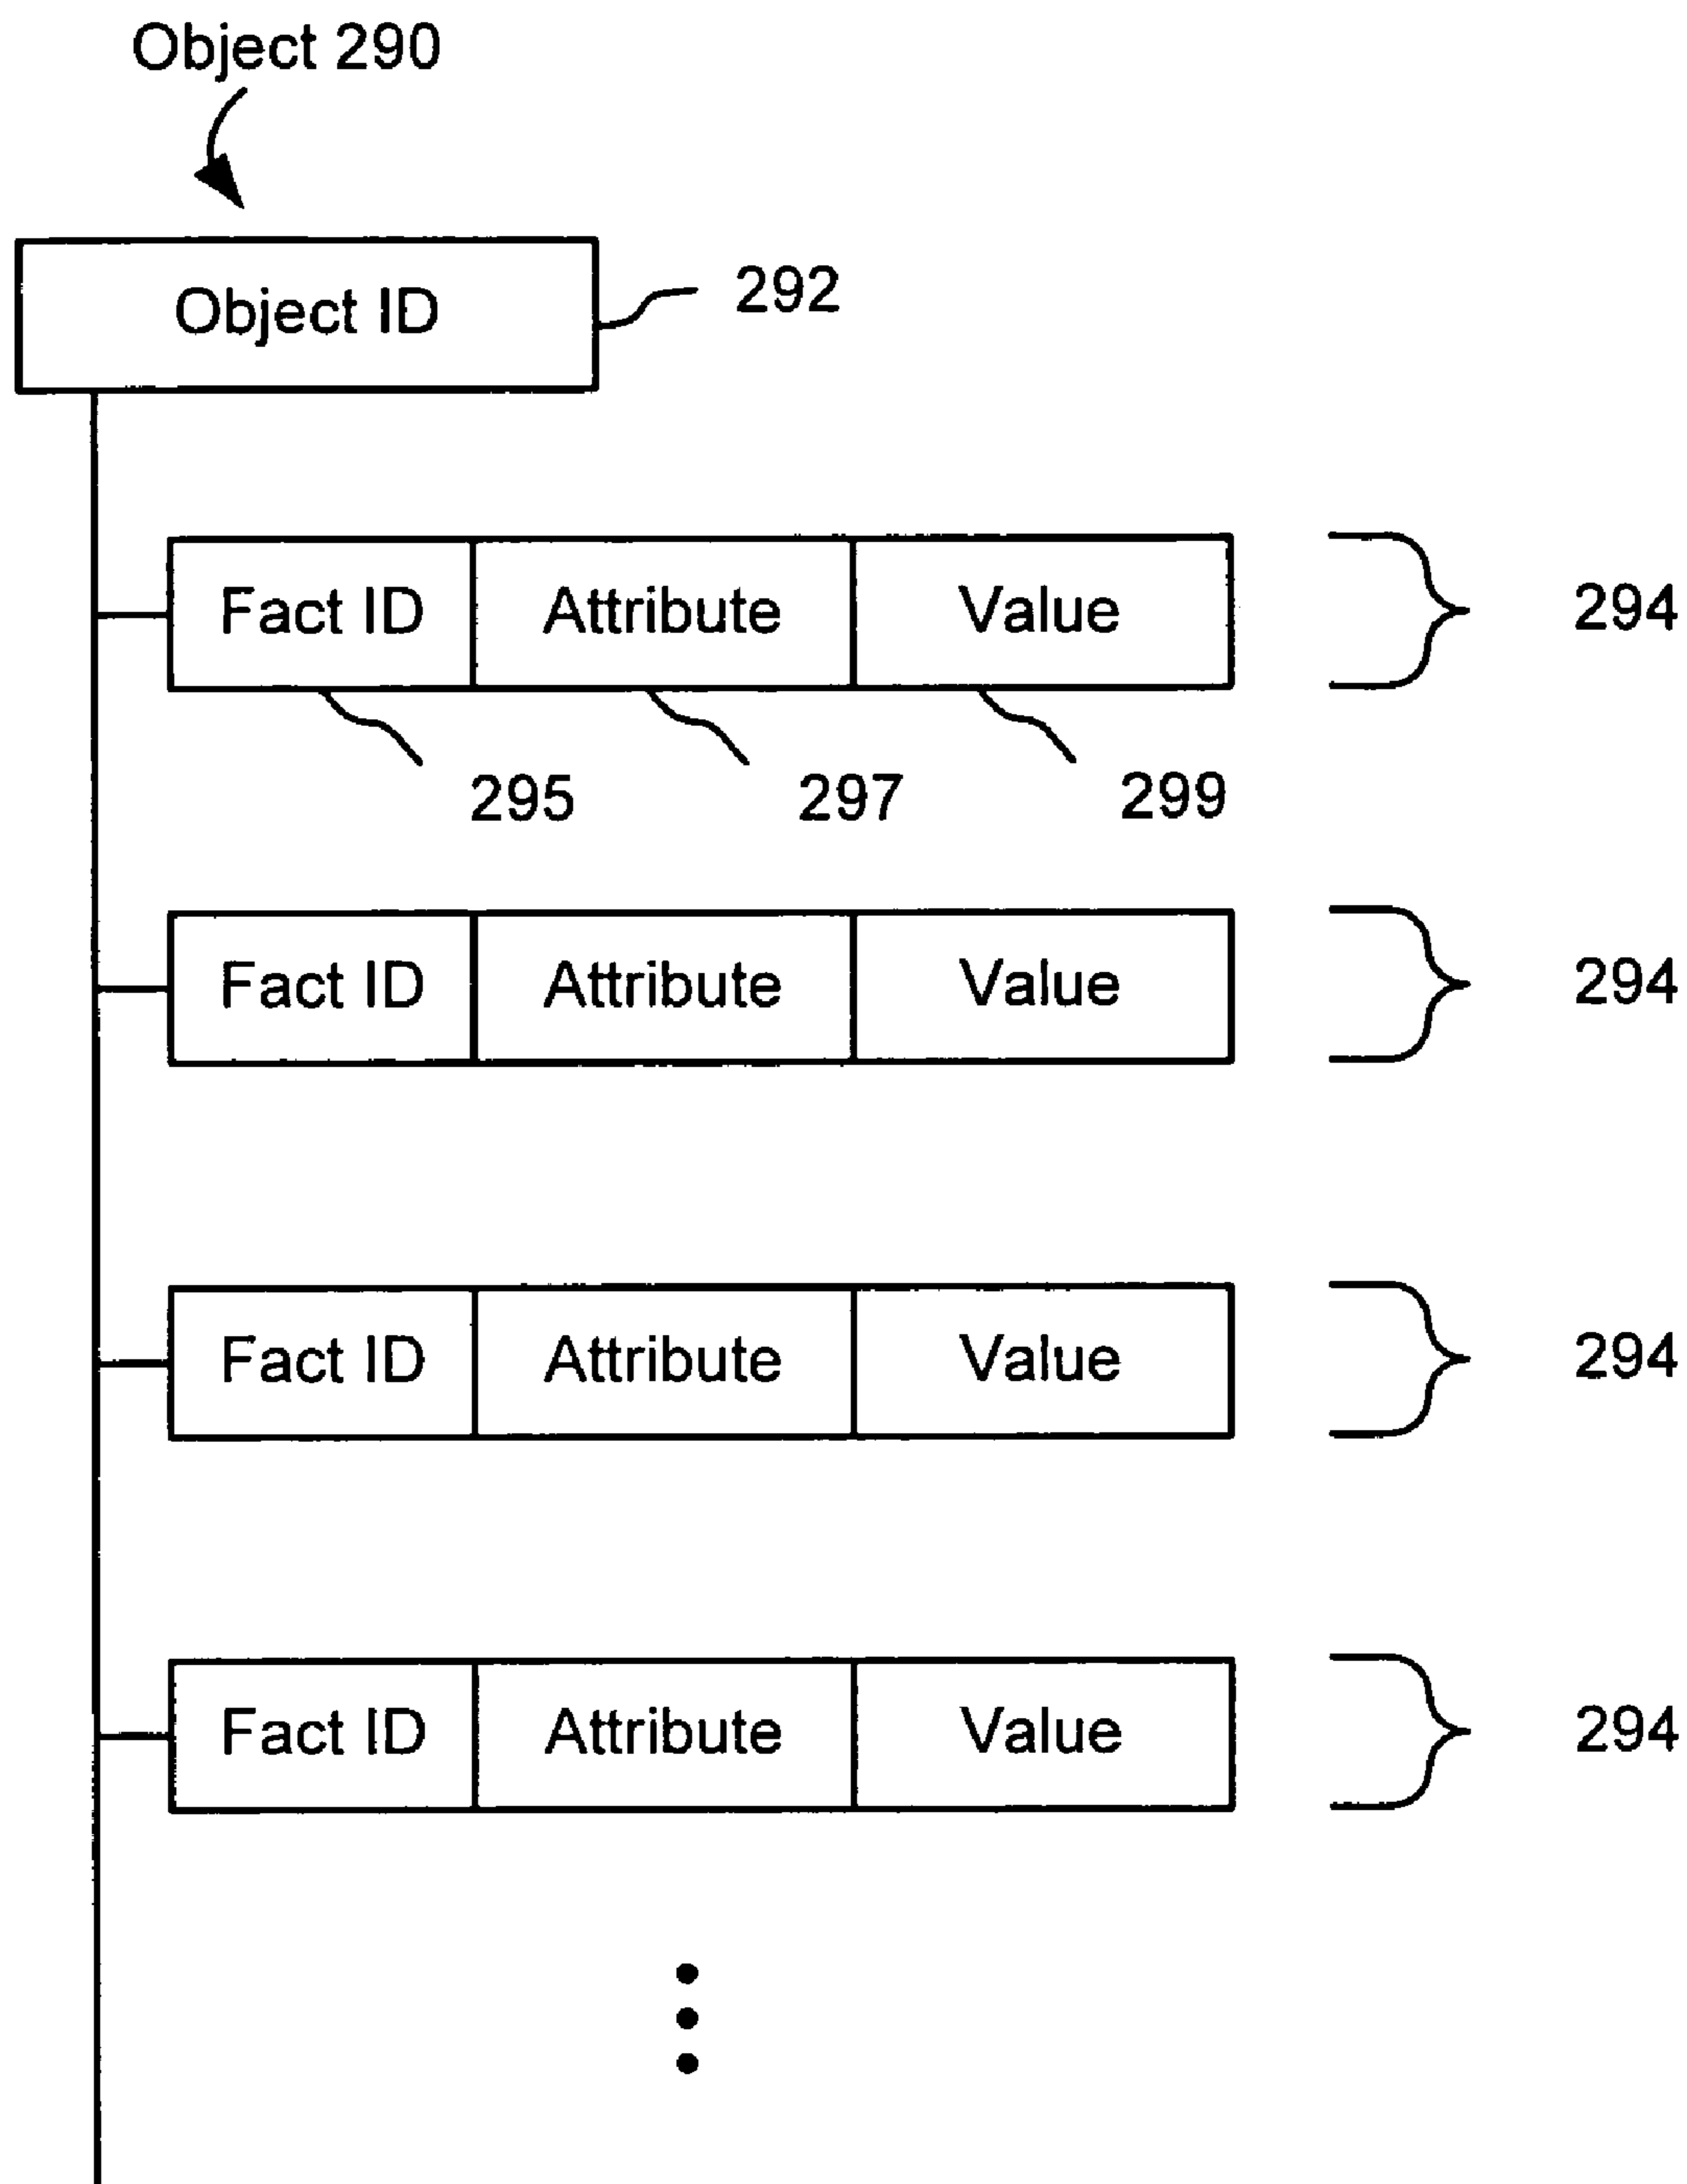 Object 290
Object ID 292
Fact ID Attribute Value 294
295 297 299
Fact ID Attribute Value 294
Fact ID Attribute Value 294
Fact ID Attribute Value 294